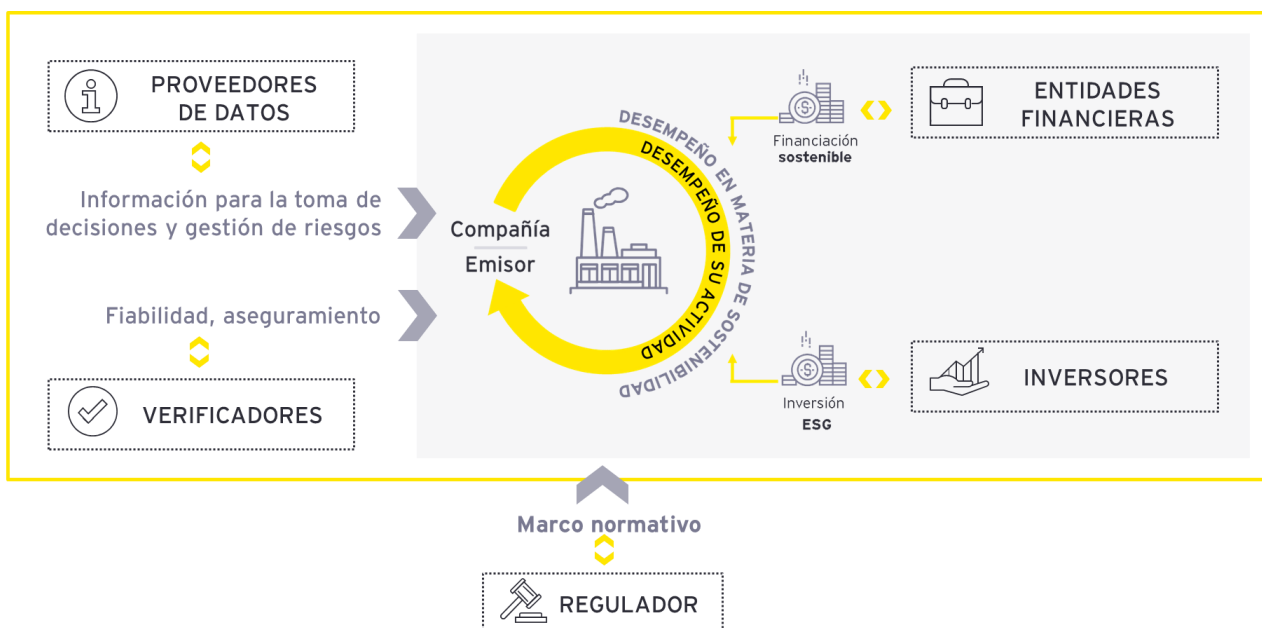 PROVEEDORES
DE DATOS
Información para la toma de
decisiones y gestión de riesgos
Fiabilidad, aseguramiento
VERIFICADORES
Compañía
Emisor
DESEMPEÑO EN MATERIA DE SOSTENIBILIDAD
DESEMPEÑO DE SU ACTIVIDAD
Financiación
sostenible
ENTIDADES
FINANCIERAS
Inversión
ESG
INVERSORES
Marco normativo
REGULADOR